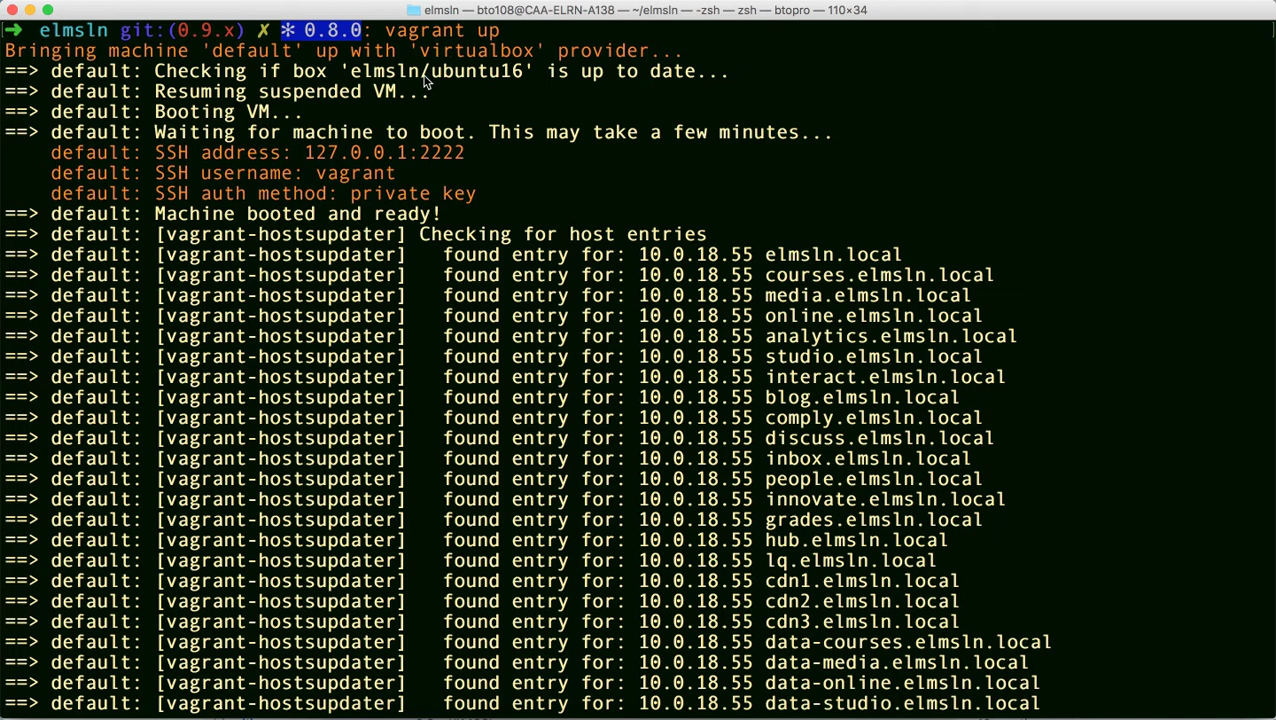 elmsln — bto108@CAA-ELRN-A138 — ~/elmsln — -zsh — zsh — btopro — 110×34
➜ elmsln git:(0.9.x) ✗ ✻ 0.8.0: vagrant up
Bringing machine 'default' up with 'virtualbox' provider...
==> default: Checking if box 'elmsln/ubuntu16' is up to date...
==> default: Resuming suspended VM...
==> default: Booting VM...
==> default: Waiting for machine to boot. This may take a few minutes...
default: SSH address: 127.0.0.1:2222
default: SSH username: vagrant
default: SSH auth method: private key
==> default: Machine booted and ready!
==> default: [vagrant-hostsupdater] Checking for host entries
==> default: [vagrant-hostsupdater] found entry for: 10.0.18.55 elmsln.local
==> default: [vagrant-hostsupdater] found entry for: 10.0.18.55 courses.elmsln.local
==> default: [vagrant-hostsupdater] found entry for: 10.0.18.55 media.elmsln.local
==> default: [vagrant-hostsupdater] found entry for: 10.0.18.55 online.elmsln.local
==> default: [vagrant-hostsupdater] found entry for: 10.0.18.55 analytics.elmsln.local
==> default: [vagrant-hostsupdater] found entry for: 10.0.18.55 studio.elmsln.local
==> default: [vagrant-hostsupdater] found entry for: 10.0.18.55 interact.elmsln.local
==> default: [vagrant-hostsupdater] found entry for: 10.0.18.55 blog.elmsln.local
==> default: [vagrant-hostsupdater] found entry for: 10.0.18.55 comply.elmsln.local
==> default: [vagrant-hostsupdater] found entry for: 10.0.18.55 discuss.elmsln.local
==> default: [vagrant-hostsupdater] found entry for: 10.0.18.55 inbox.elmsln.local
==> default: [vagrant-hostsupdater] found entry for: 10.0.18.55 people.elmsln.local
==> default: [vagrant-hostsupdater] found entry for: 10.0.18.55 innovate.elmsln.local
==> default: [vagrant-hostsupdater] found entry for: 10.0.18.55 grades.elmsln.local
==> default: [vagrant-hostsupdater] found entry for: 10.0.18.55 hub.elmsln.local
==> default: [vagrant-hostsupdater] found entry for: 10.0.18.55 lq.elmsln.local
==> default: [vagrant-hostsupdater] found entry for: 10.0.18.55 cdn1.elmsln.local
==> default: [vagrant-hostsupdater] found entry for: 10.0.18.55 cdn2.elmsln.local
==> default: [vagrant-hostsupdater] found entry for: 10.0.18.55 cdn3.elmsln.local
==> default: [vagrant-hostsupdater] found entry for: 10.0.18.55 data-courses.elmsln.local
==> default: [vagrant-hostsupdater] found entry for: 10.0.18.55 data-media.elmsln.local
==> default: [vagrant-hostsupdater] found entry for: 10.0.18.55 data-online.elmsln.local
==> default: [vagrant-hostsupdater] found entry for: 10.0.18.55 data-studio.elmsln.local